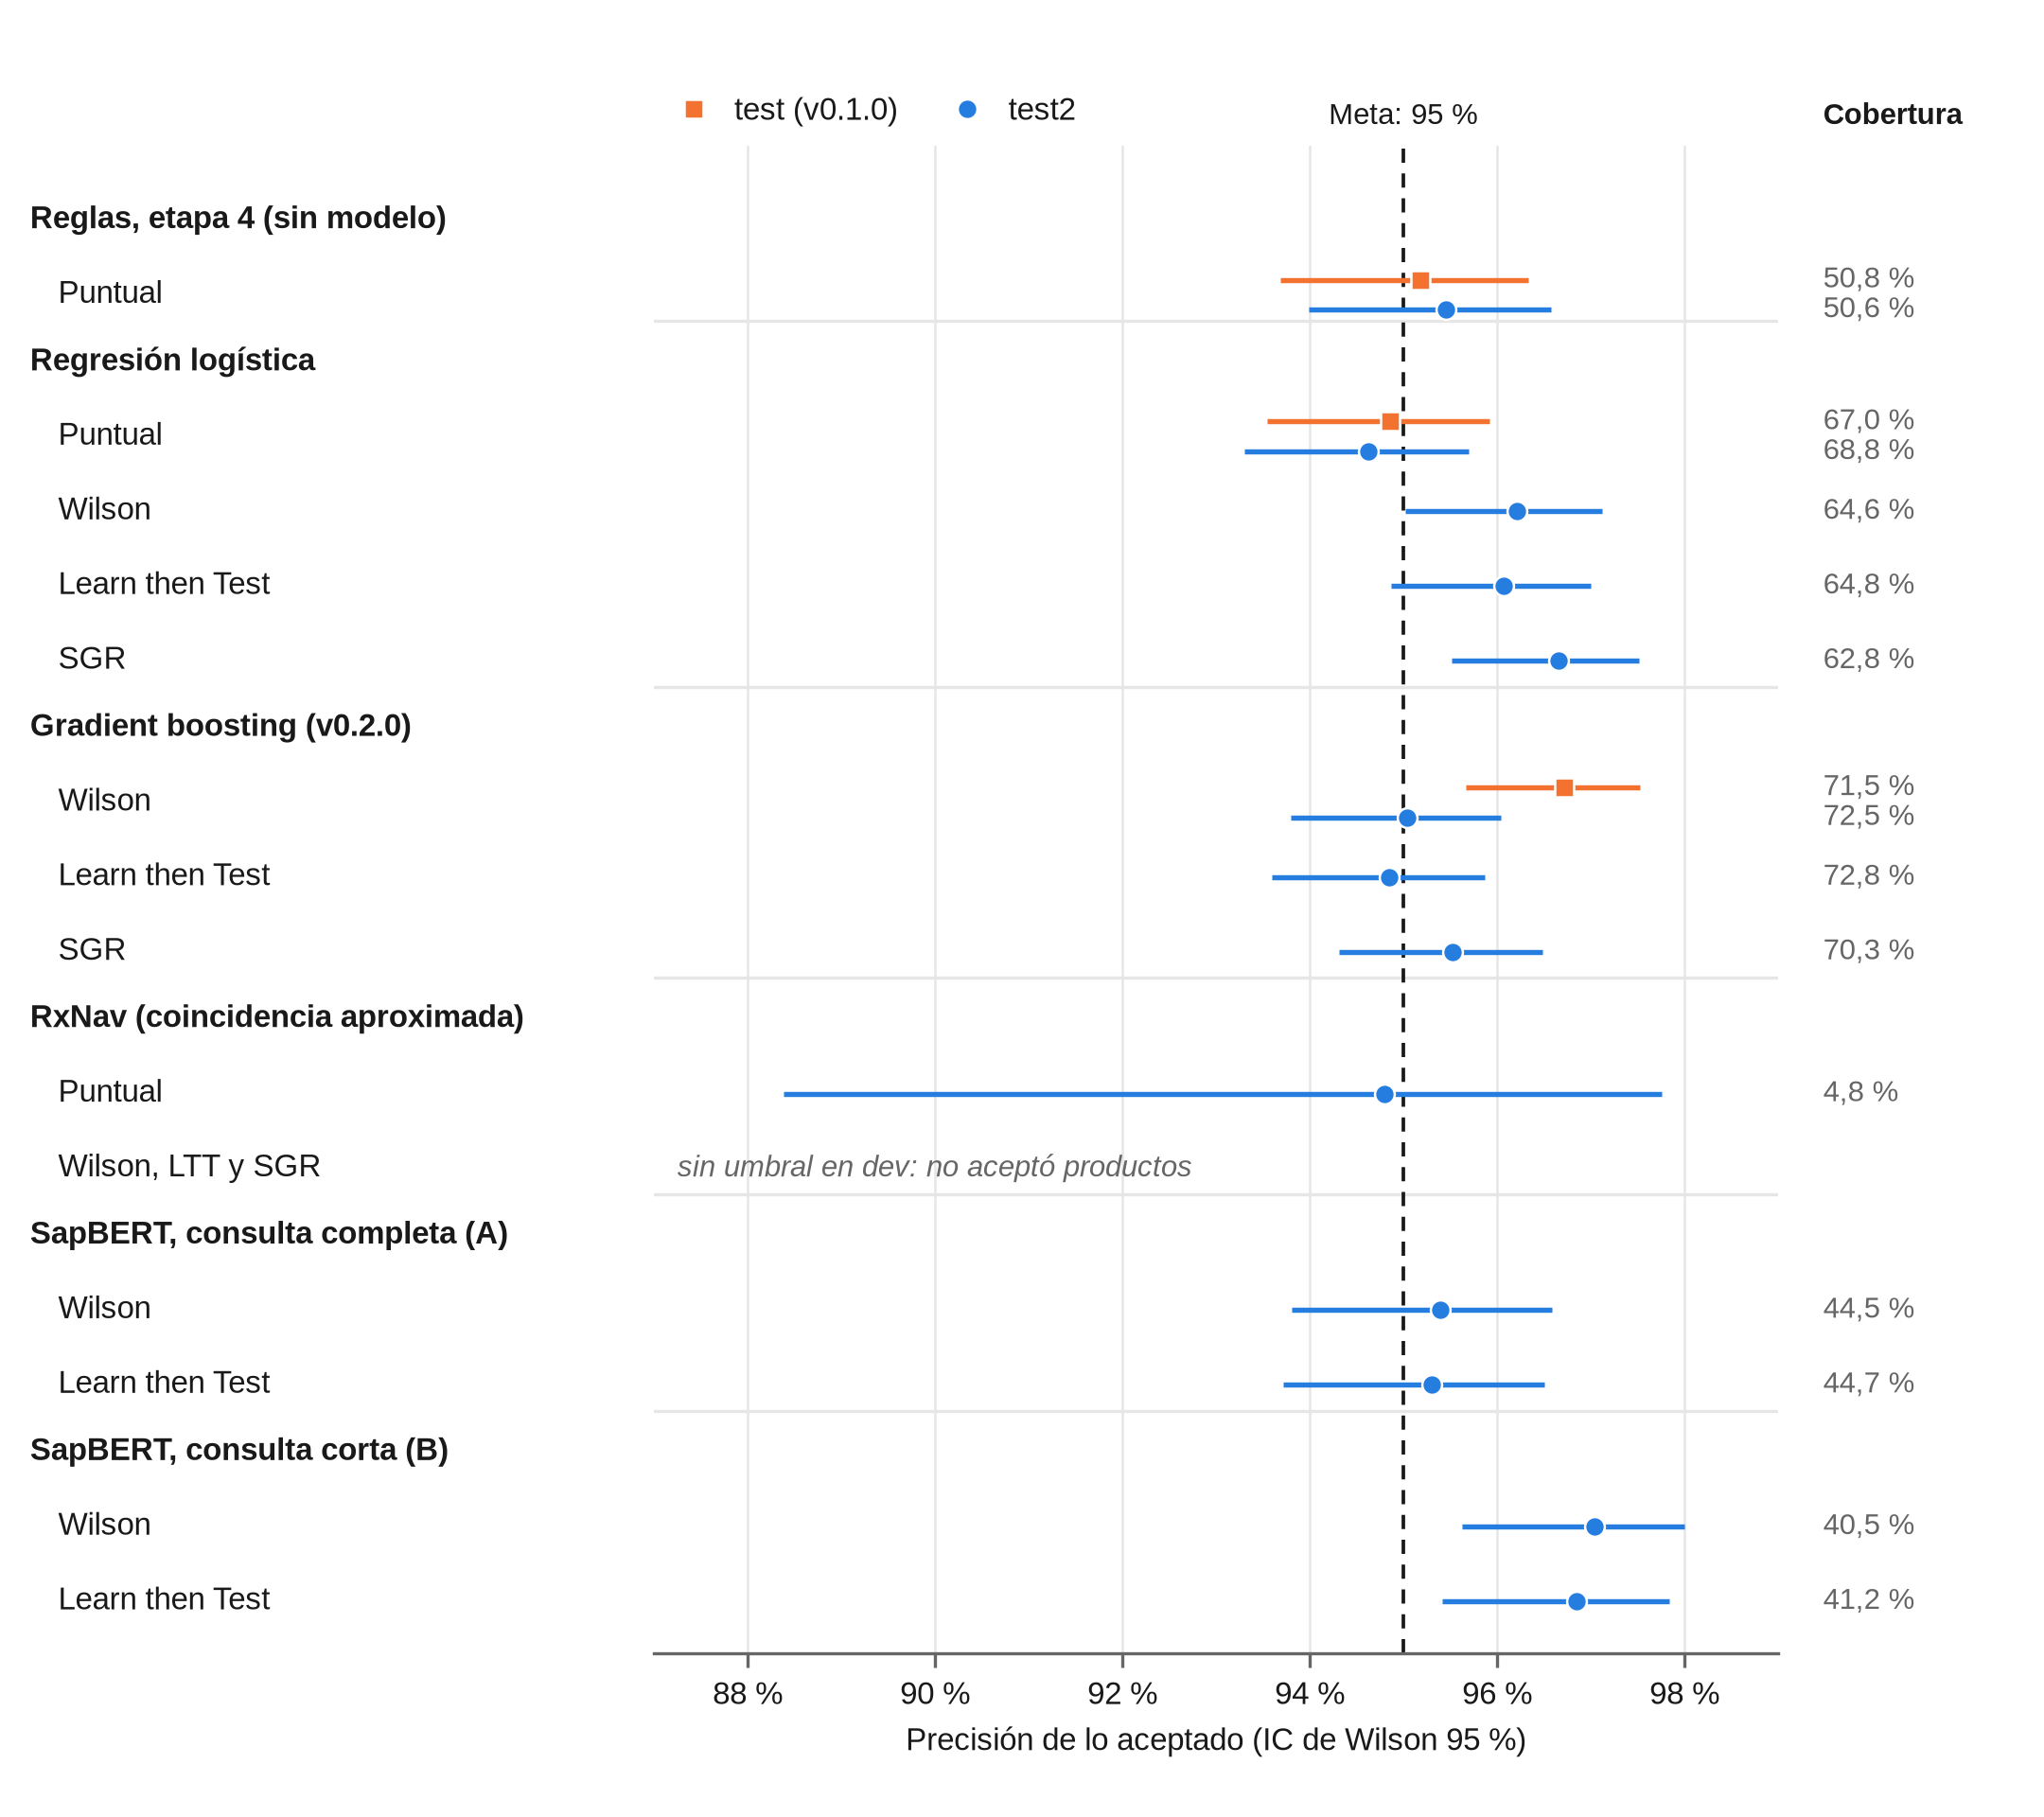 test (v0.1.0) test2 Meta: 95 % Cobertura
Reglas, etapa 4 (sin modelo)
Puntual 50,8 %
50,6 %
Regresión logística
Puntual 67,0 %
68,8 %
Wilson 64,6 %
Learn then Test 64,8 %
SGR 62,8 %
Gradient boosting (v0.2.0)
Wilson 71,5 %
72,5 %
Learn then Test 72,8 %
SGR 70,3 %
RxNav (coincidencia aproximada)
Puntual 4,8 %
Wilson, LTT y SGR sin umbral en dev: no aceptó productos
SapBERT, consulta completa (A)
Wilson 44,5 %
Learn then Test 44,7 %
SapBERT, consulta corta (B)
Wilson 40,5 %
Learn then Test 41,2 %
88 % 90 % 92 % 94 % 96 % 98 %
Precisión de lo aceptado (IC de Wilson 95 %)